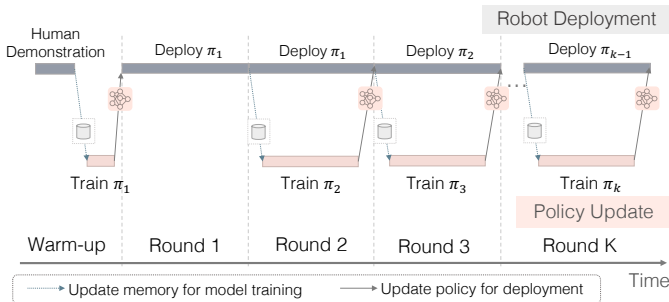 Robot Deployment
Human
Demonstration
Deploy π₁
Deploy π₁
Deploy π₂
Deploy πₖ₋₁
...
Train π₁
Train π₂
Train π₃
Train πₖ
Policy Update
Warm-up
Round 1
Round 2
Round 3
Round K
Time
Update memory for model training
Update policy for deployment